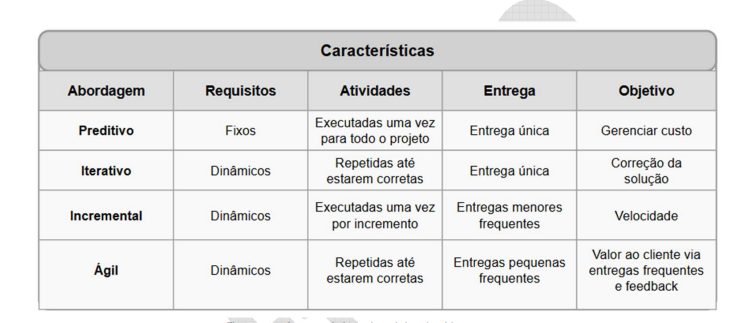 Características
Abordagem Requisitos Atividades Entrega Objetivo
Preditivo Fixos Executadas uma vez para todo o projeto Entrega única Gerenciar custo
Iterativo Dinâmicos Repetidas até estarem corretas Entrega única Correção da solução
Incremental Dinâmicos Executadas uma vez por incremento Entregas menores frequentes Velocidade
Ágil Dinâmicos Repetidas até estarem corretas Entregas pequenas frequentes Valor ao cliente via entregas frequentes e feedback